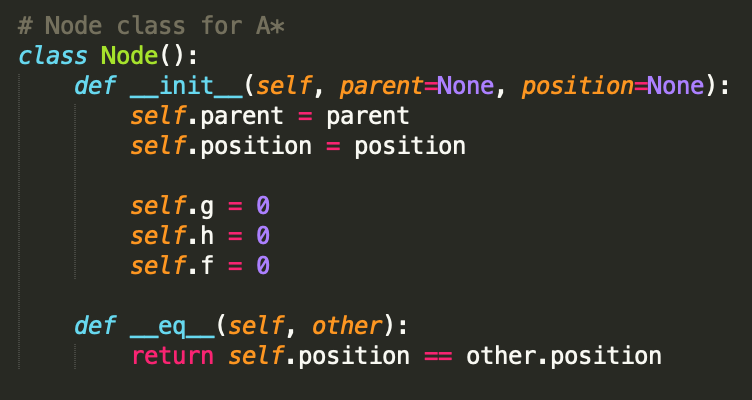 # Node class for A*
class Node():
    def __init__(self, parent=None, position=None):
        self.parent = parent
        self.position = position

        self.g = 0
        self.h = 0
        self.f = 0

    def __eq__(self, other):
        return self.position == other.position